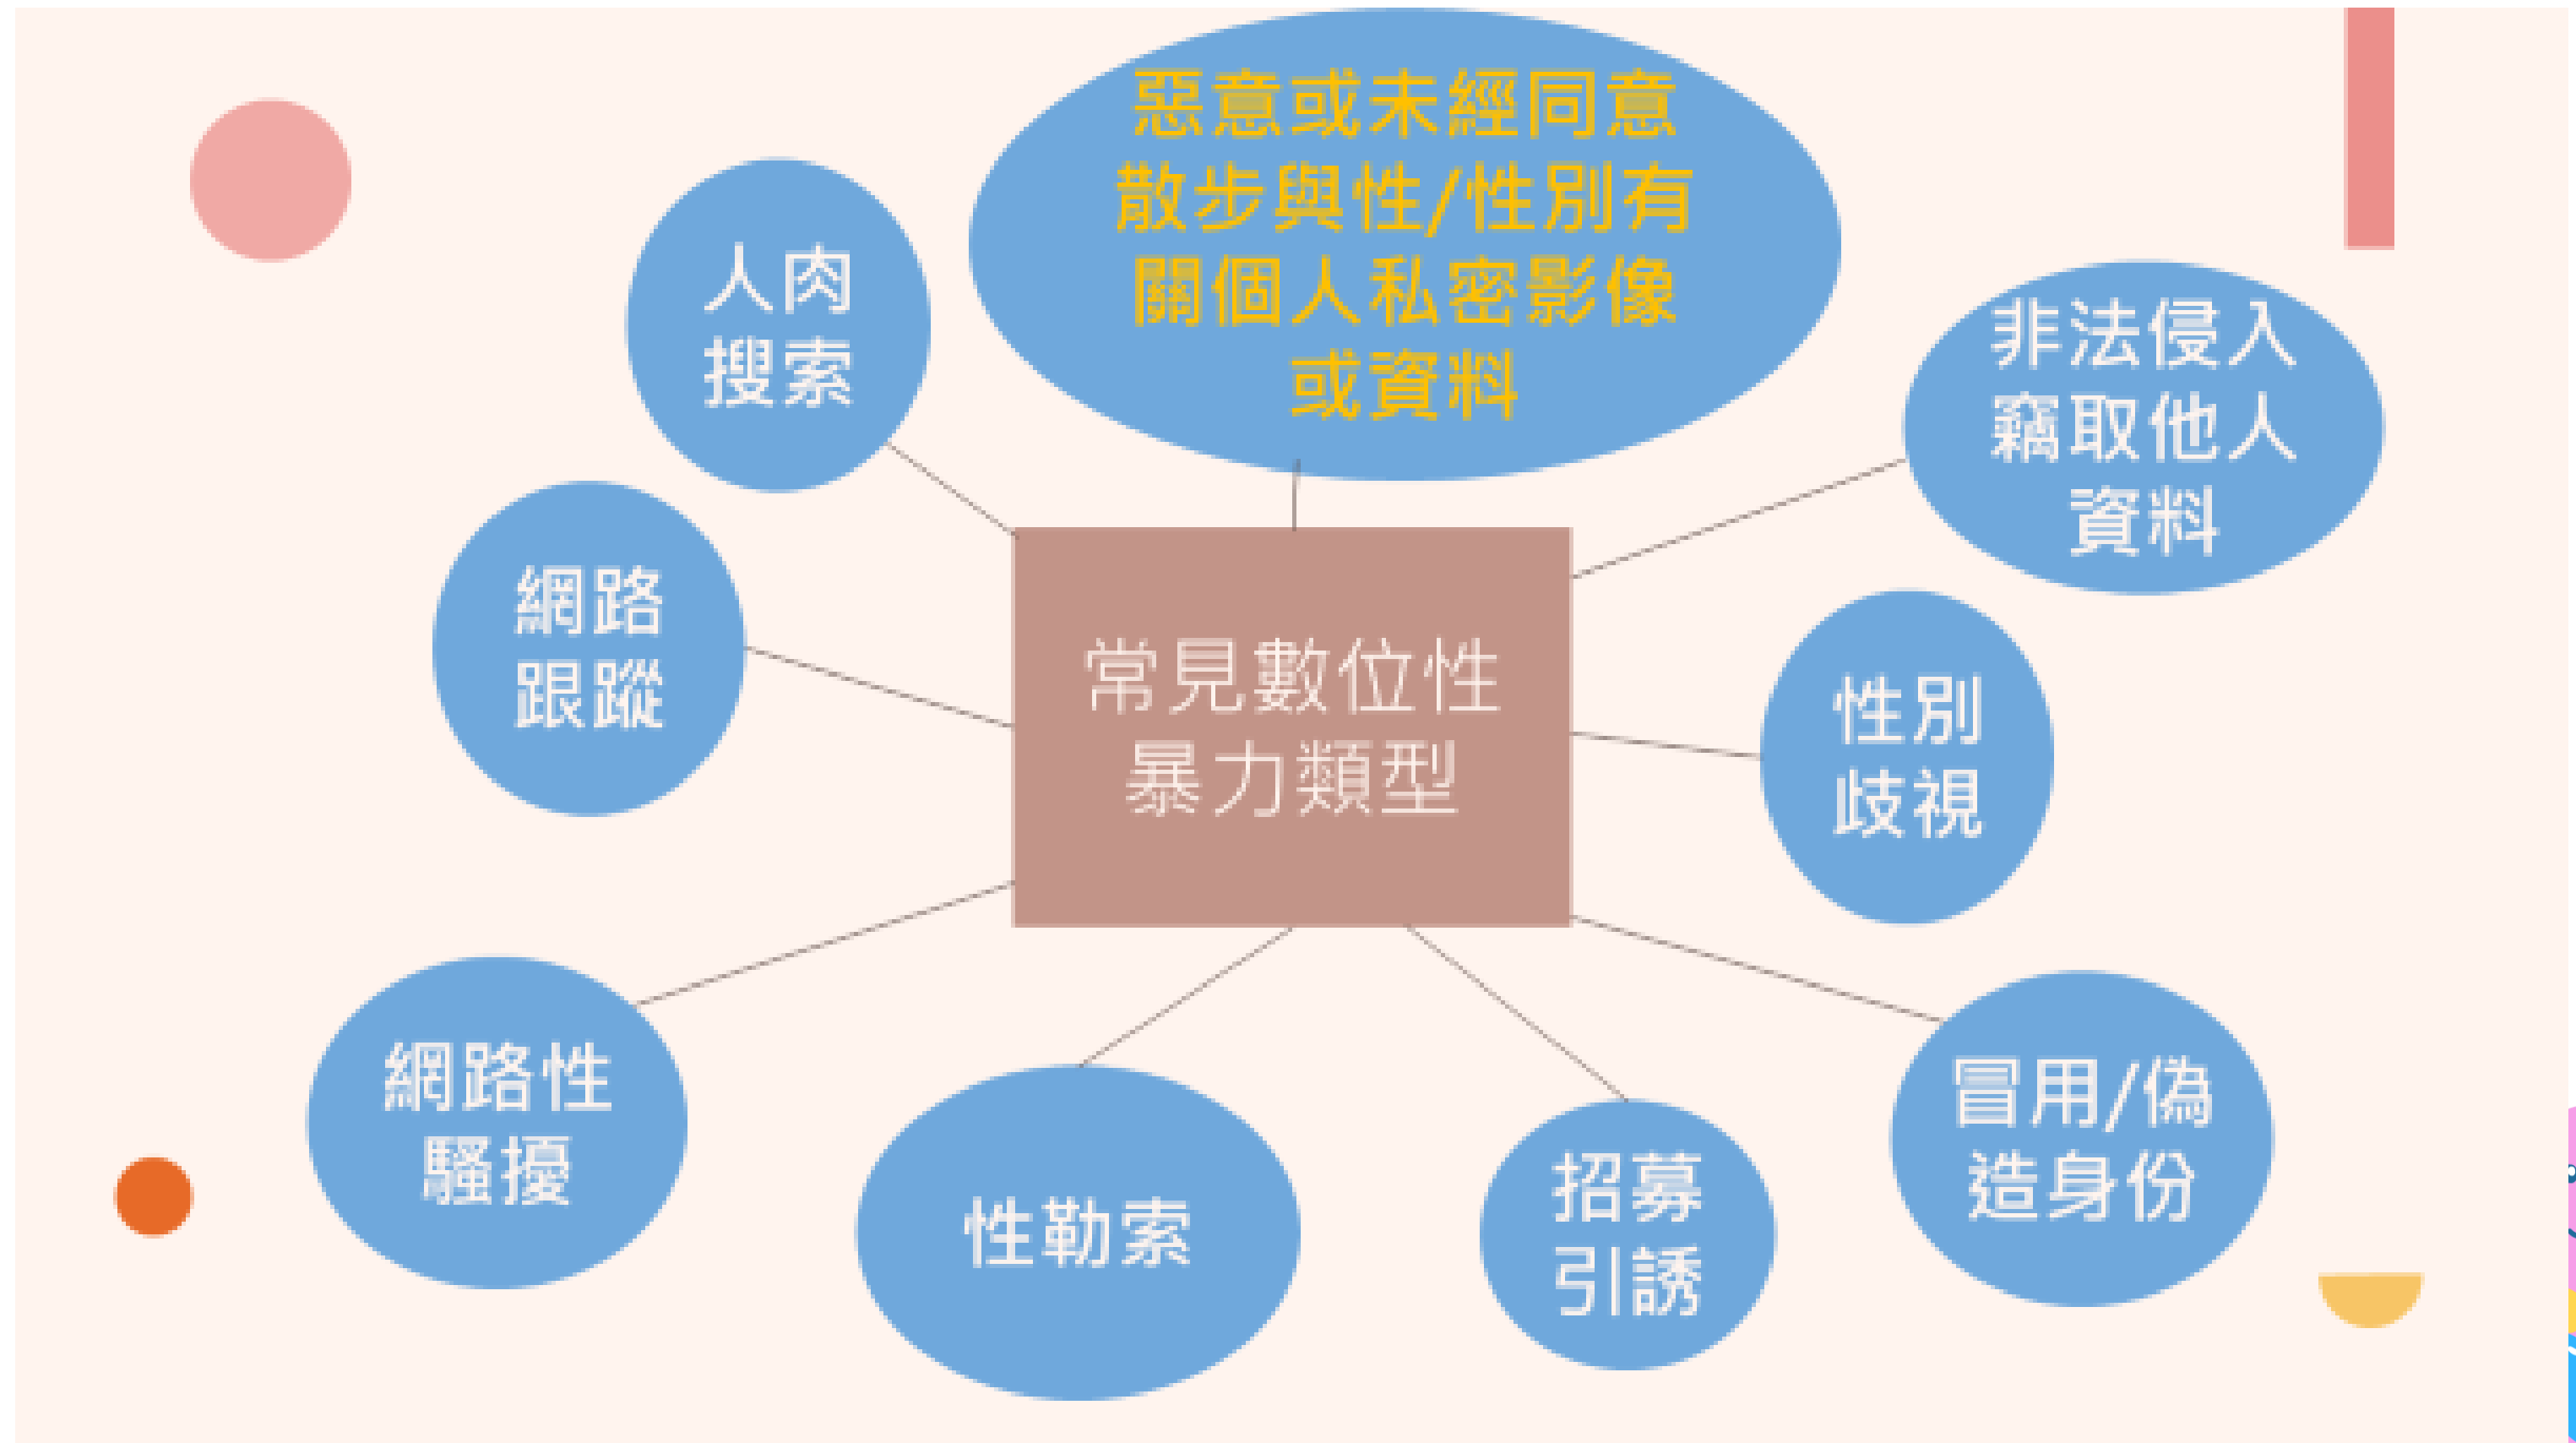 惡意或未經同意
散步與性/性別有
關個人私密影像
或資料
人肉
搜索
非法侵入
竊取他人
資料
網路
跟蹤
常見數位性
暴力類型
性別
歧視
網路性
騷擾
性勒索
招募
引誘
冒用/偽
造身份